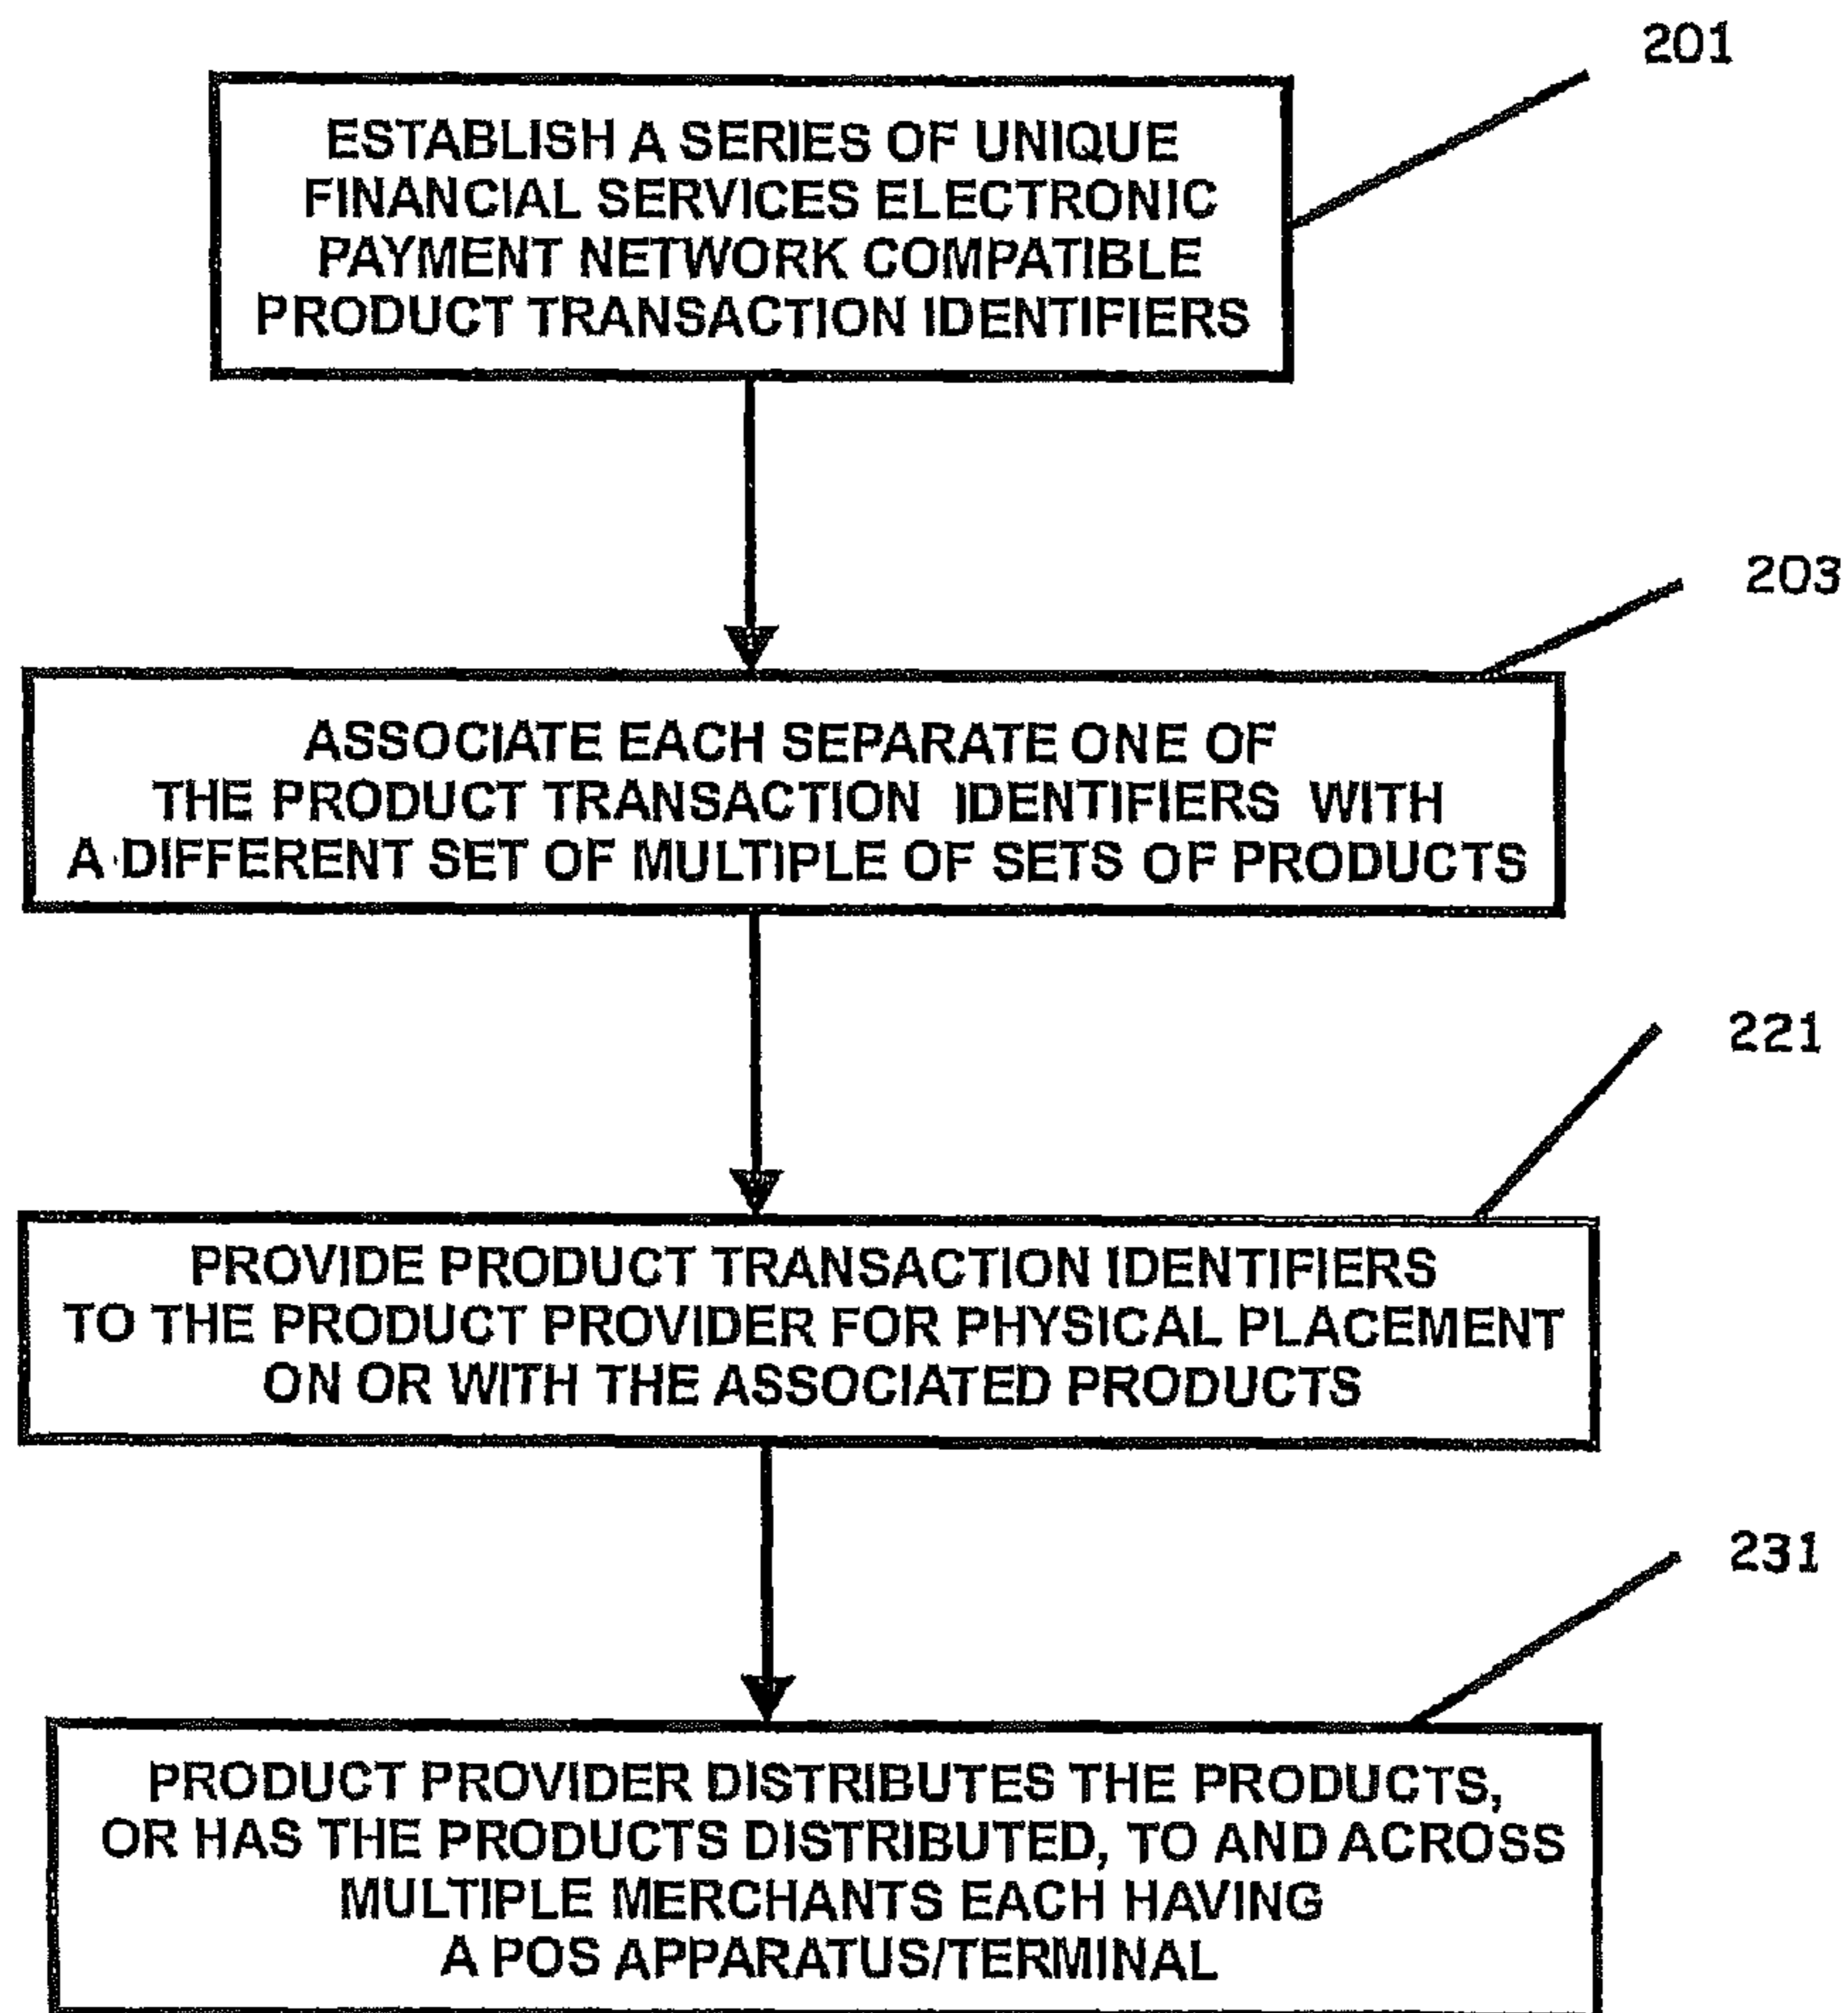 201
ESTABLISH A SERIES OF UNIQUE
FINANCIAL SERVICES ELECTRONIC
PAYMENT NETWORK COMPATIBLE
PRODUCT TRANSACTION IDENTIFIERS
203
ASSOCIATE EACH SEPARATE ONE OF
THE PRODUCT TRANSACTION IDENTIFIERS WITH
A DIFFERENT SET OF MULTIPLE OF SETS OF PRODUCTS
221
PROVIDE PRODUCT TRANSACTION IDENTIFIERS
TO THE PRODUCT PROVIDER FOR PHYSICAL PLACEMENT
ON OR WITH THE ASSOCIATED PRODUCTS
231
PRODUCT PROVIDER DISTRIBUTES THE PRODUCTS,
OR HAS THE PRODUCTS DISTRIBUTED, TO AND ACROSS
MULTIPLE MERCHANTS EACH HAVING
A POS APPARATUS/TERMINAL